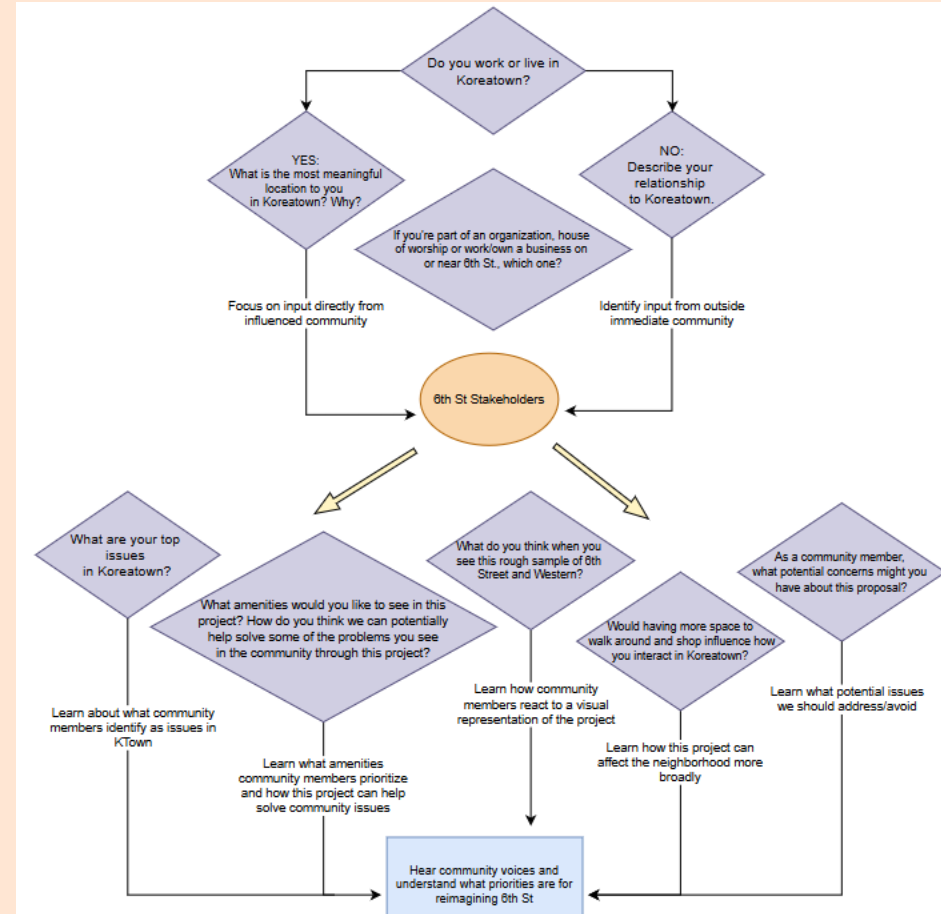 Do you work or live in
Koreatown?
YES:
What is the most meaningful
location to you
in Koreatown? Why?
NO:
Describe your
relationship
to Koreatown.
If you're part of an organization, house
of worship or work/own a business on
or near 6th St., which one?
Focus on input directly from
influenced community
Identify input from outside
immediate community
6th St Stakeholders
What are your top
issues
in Koreatown?
What amenities would you like to see in this
project? How do you think we can potentially
help solve some of the problems you see
in the community through this project?
What do you think when you
see this rough sample of 6th
Street and Western?
Would having more space to
walk around and shop influence how
you interact in Koreatown?
As a community member,
what potential concerns might you
have about this proposal?
Learn about what community
members identify as issues in
KTown
Learn what amenities
community members prioritize
and how this project can help
solve community issues
Learn how community
members react to a visual
representation of the project
Learn how this project can
affect the neighborhood more
broadly
Learn what potential issues
we should address/avoid
Hear community voices and
understand what priorities are for
reimagining 6th St